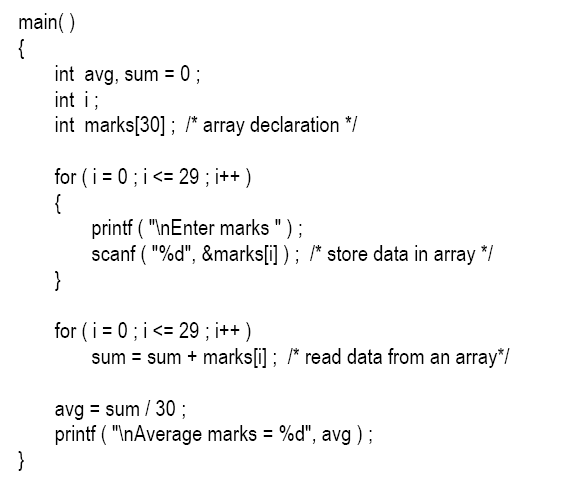 main( )
{
int avg, sum = 0 ;
int i ;
int marks[30] ; /* array declaration */
for ( i = 0 ; i <= 29 ; i++ )
{
printf ( "\nEnter marks " ) ;
scanf ( "%d", &marks[i] ) ; /* store data in array */
}
for ( i = 0 ; i <= 29 ; i++ )
sum = sum + marks[i] ; /* read data from an array*/
avg = sum / 30 ;
printf ( "\nAverage marks = %d", avg ) ;
}